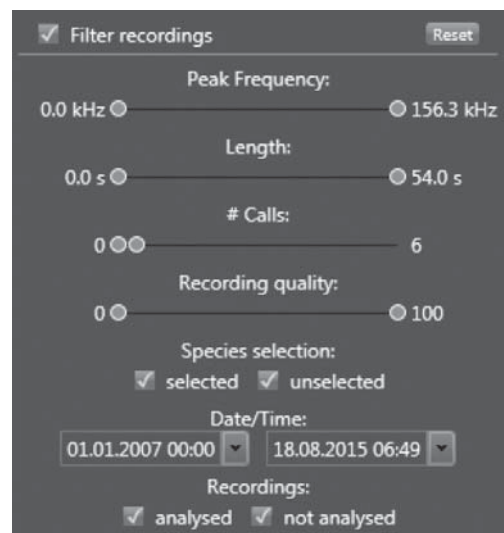 Filter recordings Reset
Peak Frequency:
0.0 kHz 156.3 kHz
Length:
0.0 s 54.0 s
# Calls:
0 6
Recording quality:
0 100
Species selection:
selected unselected
Date/Time:
01.01.2007 00:00 18.08.2015 06:49
Recordings:
analysed not analysed